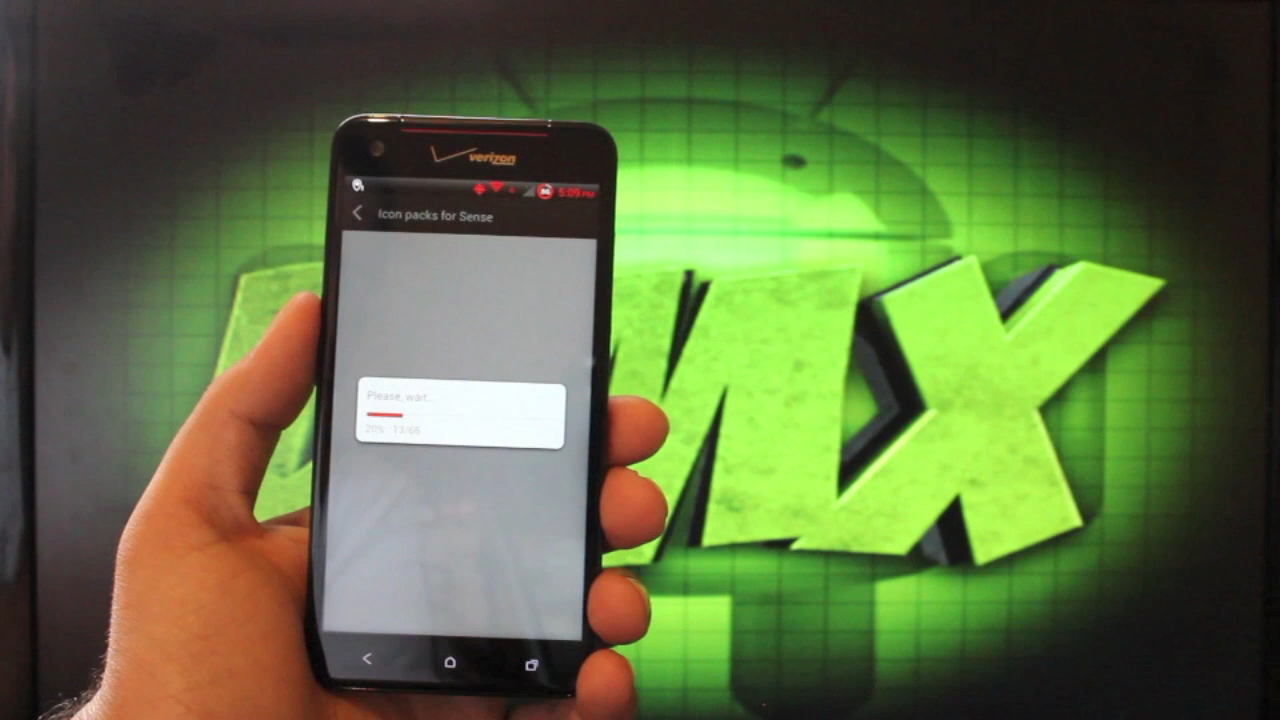 verizon
5:09 PM
Icon packs for Sense
Please, wait...
20% 13/66
MX